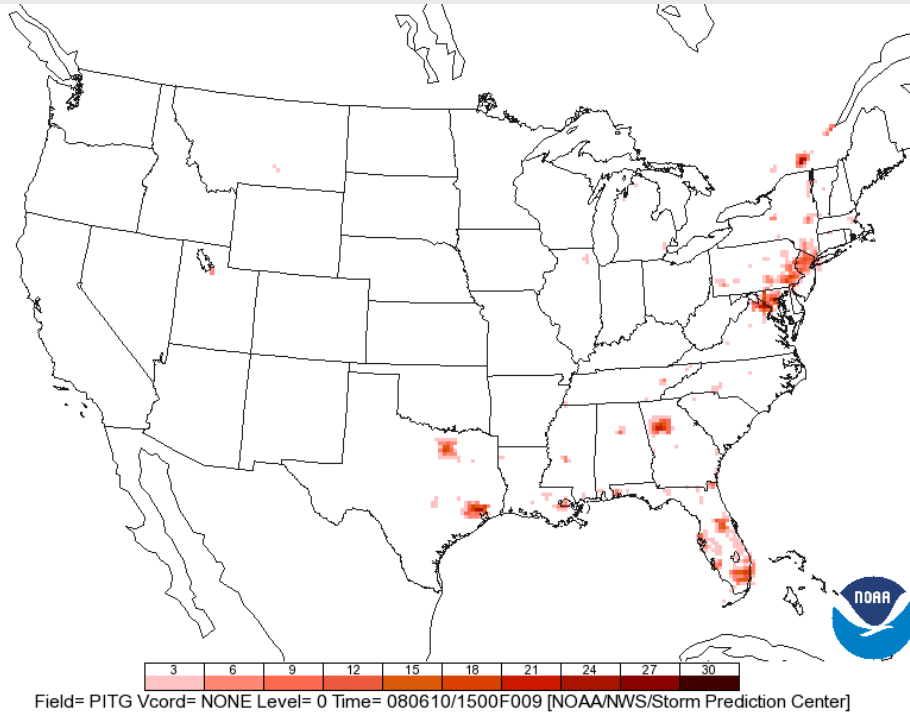 NOAA
3 6 9 12 15 18 21 24 27 30
Field= PITG Vcord= NONE Level= 0 Time= 080610/1500F009 [NOAA/NWS/Storm Prediction Center]